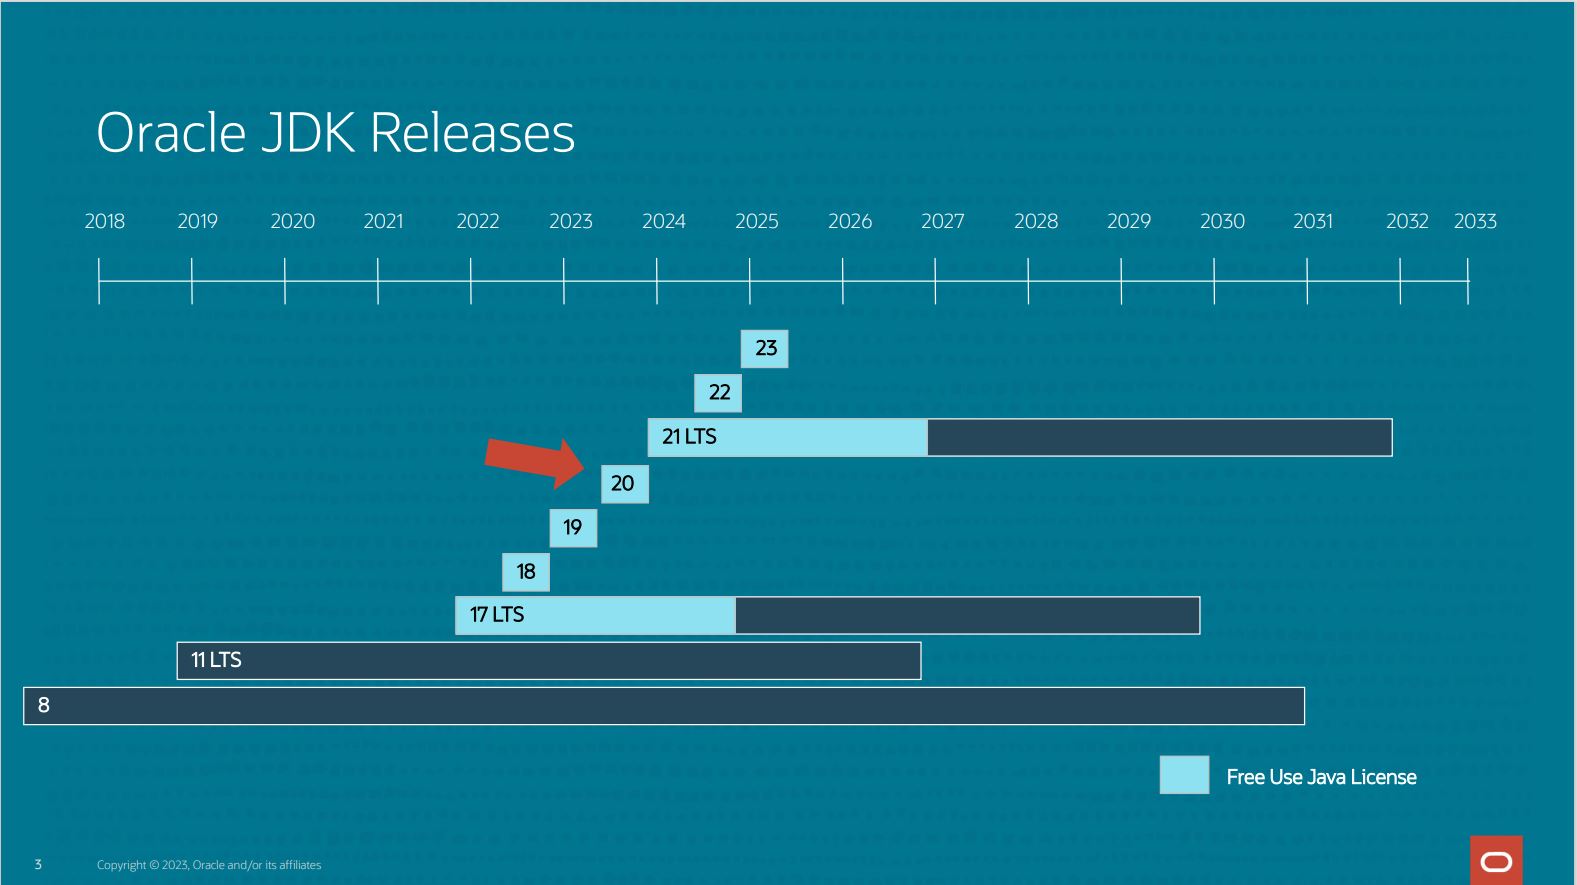 Oracle JDK Releases
2018 2019 2020 2021 2022 2023 2024 2025 2026 2027 2028 2029 2030 2031 2032 2033
23
22
21 LTS
20
19
18
17 LTS
11 LTS
8
Free Use Java License
3 Copyright © 2023, Oracle and/or its affiliates